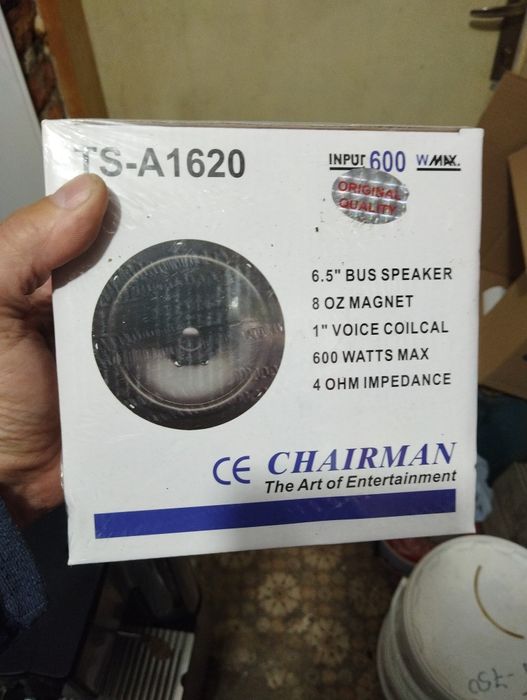 TS-A1620
INPUT 600 WMAX.
ORIGINAL
QUALITY
6.5" BUS SPEAKER
8 OZ MAGNET
1" VOICE COILCAL
600 WATTS MAX
4 OHM IMPEDANCE
CE CHAIRMAN
The Art of Entertainment